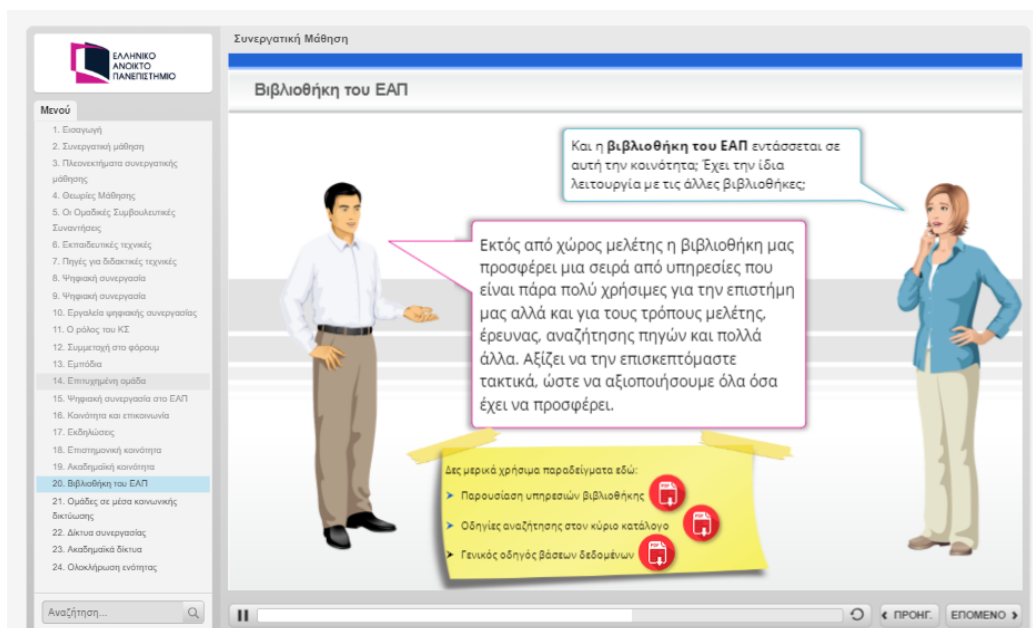 ΕΛΛΗΝΙΚΟ
ΑΝΟΙΚΤΟ
ΠΑΝΕΠΙΣΤΗΜΙΟ
Μενού
1. Εισαγωγή
2. Συνεργατική μάθηση
3. Πλεονεκτήματα συνεργατικής
μάθησης
4. Θεωρίες Μάθησης
5. Οι Ομαδικές Συμβουλευτικές
Συναντήσεις
6. Εκπαιδευτικές τεχνικές
7. Πηγές για διδακτικές τεχνικές
8. Ψηφιακή συνεργασία
9. Ψηφιακή συνεργασία
10. Εργαλεία ψηφιακής συνεργασίας
11. Ο ρόλος του ΚΣ
12. Συμμετοχή στο φόρουμ
13. Εμπόδια
14. Επιτυχημένη ομάδα
15. Ψηφιακή συνεργασία στο ΕΑΠ
16. Κοινότητα και επικοινωνία
17. Εκδηλώσεις
18. Επιστημονική κοινότητα
19. Ακαδημαϊκή κοινότητα
20. Βιβλιοθήκη του ΕΑΠ
21. Ομάδες σε μέσα κοινωνικής
δικτύωσης
22. Δίκτυα συνεργασίας
23. Ακαδημαϊκά δίκτυα
24. Ολοκλήρωση ενότητας
Αναζήτηση...
Συνεργατική Μάθηση
Βιβλιοθήκη του ΕΑΠ
Και η βιβλιοθήκη του ΕΑΠ εντάσσεται σε
αυτή την κοινότητα; Έχει την ίδια
λειτουργία με τις άλλες βιβλιοθήκες;
Εκτός από χώρος μελέτης η βιβλιοθήκη μας
προσφέρει μια σειρά από υπηρεσίες που
είναι πάρα πολύ χρήσιμες για την επιστήμη
μας αλλά και για τους τρόπους μελέτης,
έρευνας, αναζήτησης πηγών και πολλά
άλλα. Αξίζει να την επισκεπτόμαστε
τακτικά, ώστε να αξιοποιήσουμε όλα όσα
έχει να προσφέρει.
Δες μερικά χρήσιμα παραδείγματα εδώ:
Παρουσίαση υπηρεσιών βιβλιοθήκης
PDF
Οδηγίες αναζήτησης στον κύριο κατάλογο
PDF
Γενικός οδηγός βάσεων δεδομένων
PDF
ΠΡΟΗΓ.
ΕΠΟΜΕΝΟ